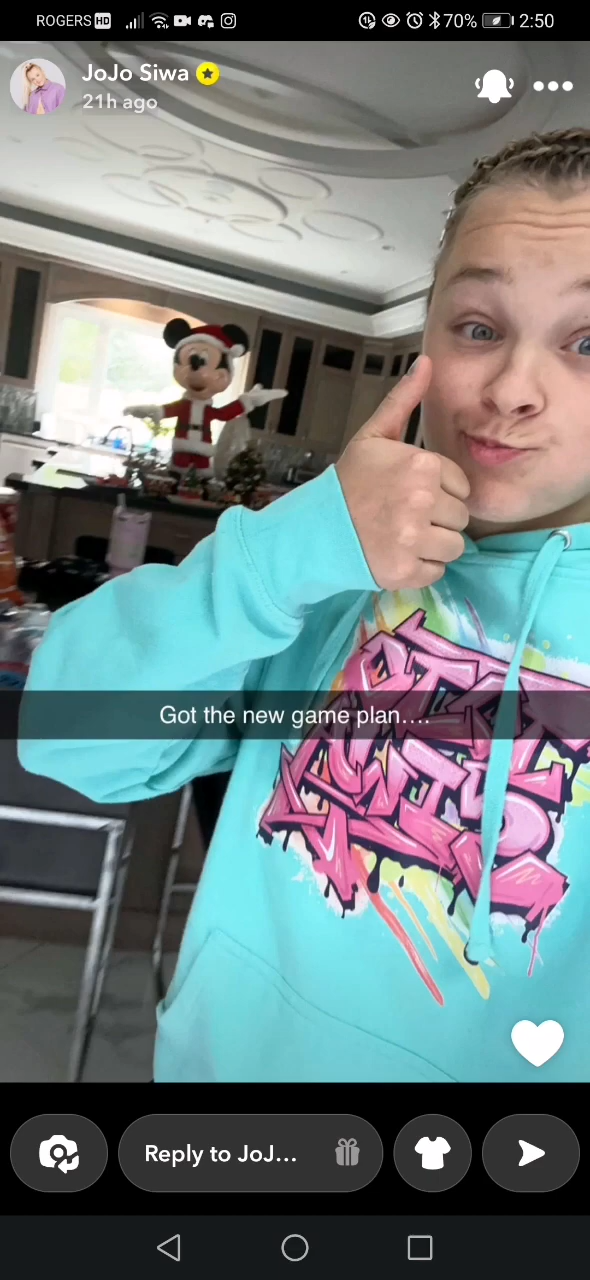 ROGERS HD 70% 2:50
JoJo Siwa
21h ago
Got the new game plan....
Reply to JoJ...